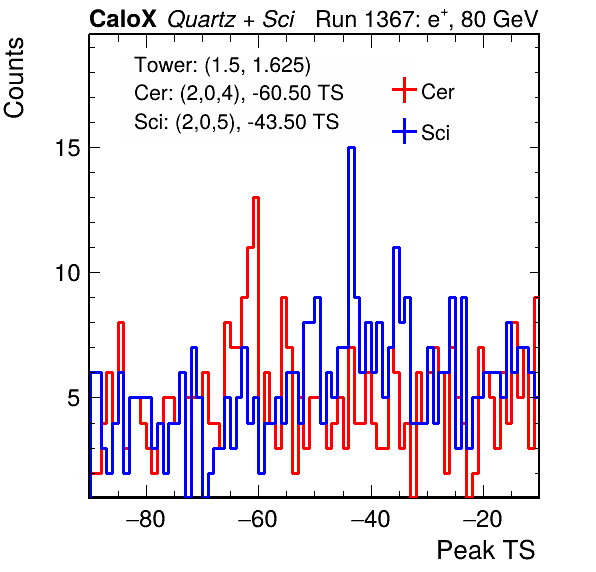 CaloX Quartz + Sci Run 1367: e+, 80 GeV
Counts
Tower: (1.5, 1.625)
Cer: (2,0,4), -60.50 TS
Sci: (2,0,5), -43.50 TS
Cer
Sci
15
10
5
−80 −60 −40 −20
Peak TS